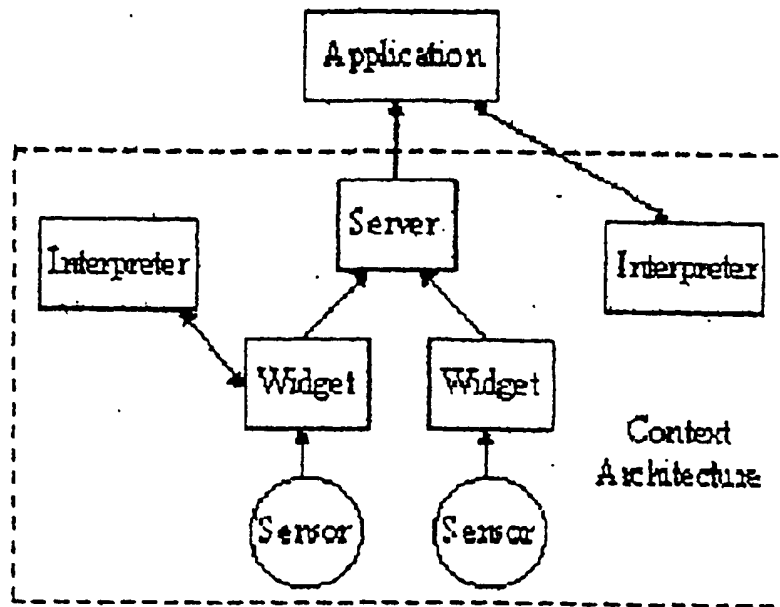 Application
Server
Interpreter
Interpreter
Widget
Widget
Context
Architecture
Sensor
Sensor